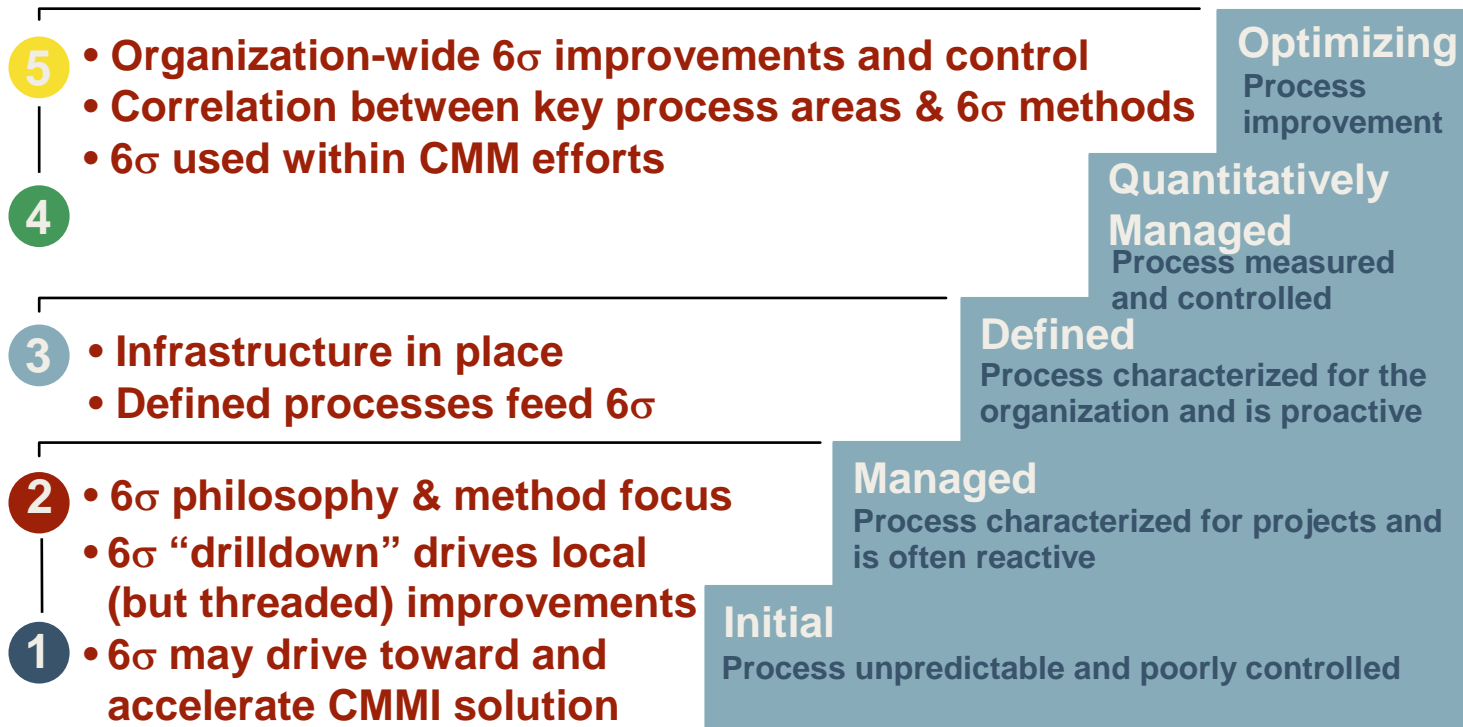 5
• Organization-wide 6σ improvements and control
• Correlation between key process areas & 6σ methods
• 6σ used within CMM efforts
4
Optimizing
Process
improvement
Quantitatively
Managed
Process measured
and controlled
3
• Infrastructure in place
• Defined processes feed 6σ
Defined
Process characterized for the
organization and is proactive
2
• 6σ philosophy & method focus
• 6σ “drilldown” drives local
(but threaded) improvements
Managed
Process characterized for projects and
is often reactive
1
• 6σ may drive toward and
accelerate CMMI solution
Initial
Process unpredictable and poorly controlled